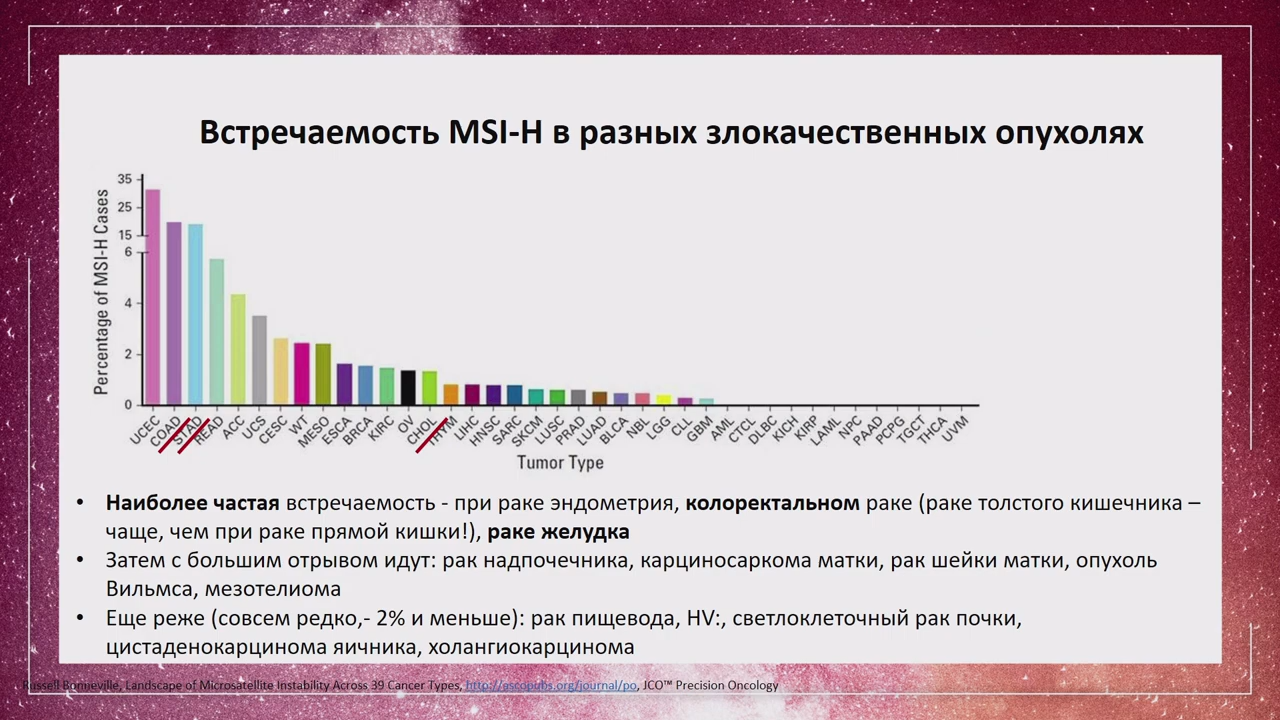 Встречаемость MSI-H в разных злокачественных опухолях
Percentage of MSI-H Cases
35
25
15
6
4
2
0
UCEC COAD STAD READ ACC UCS CESC WT MESO ESCA BRCA KIRC OV CHOL THYM LIHC HNSC SARC SKCM LUSC PRAD LUAD BLCA NBL LGG CLL GBM AML CTCL DLBC KICH KIRP LAML NPC PAAD PCPG TGCT THCA UVM
Tumor Type
• Наиболее частая встречаемость - при раке эндометрия, колоректальном раке (раке толстого кишечника –
чаще, чем при раке прямой кишки!), раке желудка
• Затем с большим отрывом идут: рак надпочечника, карциносаркома матки, рак шейки матки, опухоль
Вильмса, мезотелиома
• Еще реже (совсем редко,- 2% и меньше): рак пищевода, HV:, светлоклеточный рак почки,
цистаденокарцинома яичника, холангиокарцинома
Russell Bonneville, Landscape of Microsatellite Instability Across 39 Cancer Types, http://ascopubs.org/journal/po, JCO™ Precision Oncology